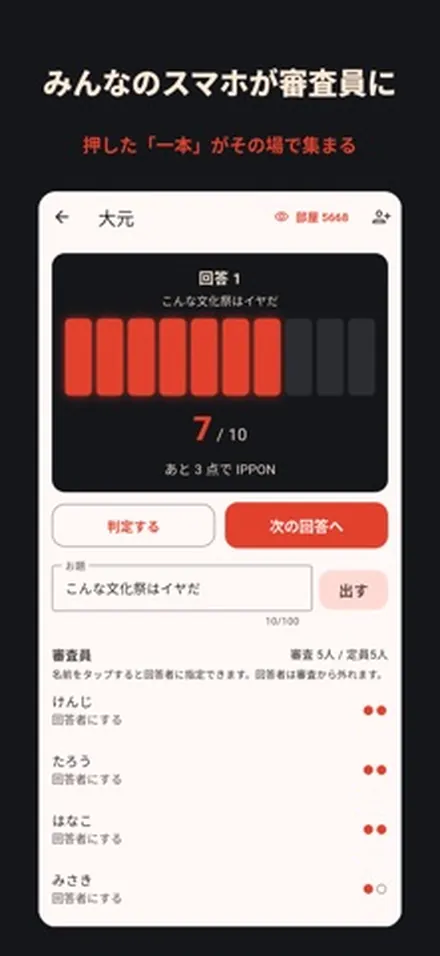 みんなのスマホが審査員に
押した「一本」がその場で集まる
大元
部屋 5668
回答 1
こんな文化祭はイヤだ
7 / 10
あと 3 点で IPPON
判定する
次の回答へ
お題
こんな文化祭はイヤだ
出す
10/100
審査員
審査 5人 / 定員5人
名前をタップすると回答者に指定できます。回答者は審査から外れます。
けんじ
回答者にする
たろう
回答者にする
はなこ
回答者にする
みさき
回答者にする